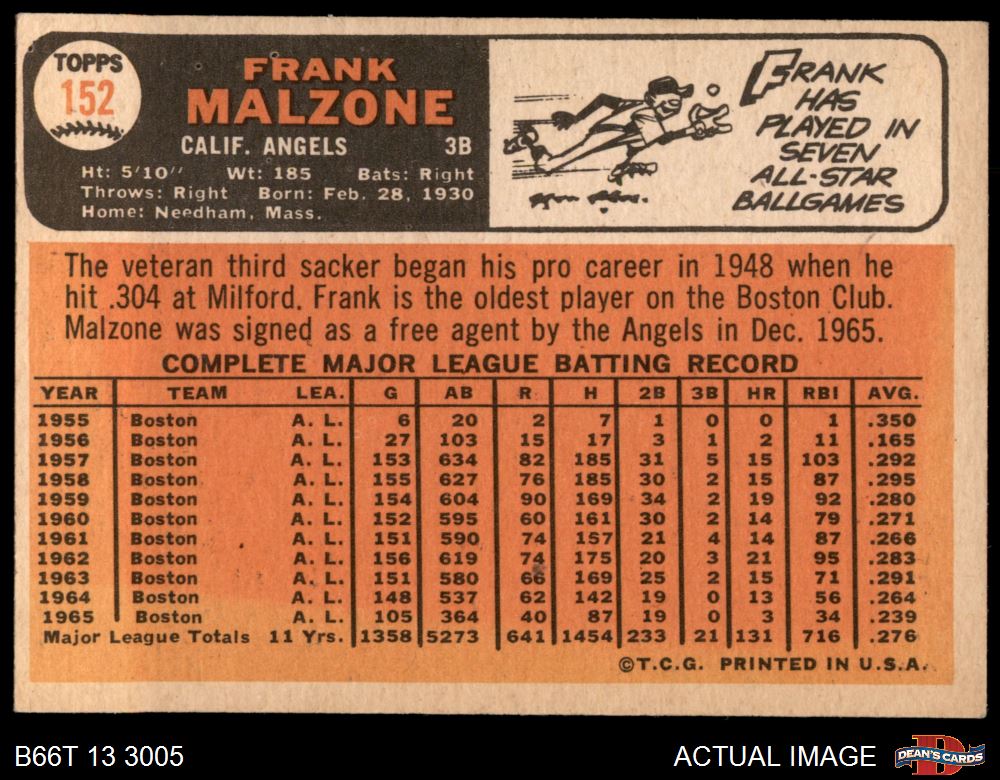 TOPPS
152
FRANK
MALZONE
CALIF. ANGELS 3B
Ht: 5'10" Wt: 185 Bats: Right
Throws: Right Born: Feb. 28, 1930
Home: Needham, Mass.
FRANK
HAS
PLAYED IN
SEVEN
ALL-STAR
BALLGAMES
The veteran third sacker began his pro career in 1948 when he
hit .304 at Milford. Frank is the oldest player on the Boston Club.
Malzone was signed as a free agent by the Angels in Dec. 1965.
COMPLETE MAJOR LEAGUE BATTING RECORD
YEAR TEAM LEA. G AB R H 2B 3B HR RBI AVG.
1955 Boston A. L. 6 20 2 7 1 0 0 1 .350
1956 Boston A. L. 27 103 15 17 3 1 2 11 .165
1957 Boston A. L. 153 634 82 185 31 5 15 103 .292
1958 Boston A. L. 155 627 76 185 30 2 15 87 .295
1959 Boston A. L. 154 604 90 169 34 2 19 92 .280
1960 Boston A. L. 152 595 60 161 30 2 14 79 .271
1961 Boston A. L. 151 590 74 157 21 4 14 87 .266
1962 Boston A. L. 156 619 74 175 20 3 21 95 .283
1963 Boston A. L. 151 580 66 169 25 2 15 71 .291
1964 Boston A. L. 148 537 62 142 19 0 13 56 .264
1965 Boston A. L. 105 364 40 87 19 0 3 34 .239
Major League Totals 11 Yrs. 1358 5273 641 1454 233 21 131 716 .276
©T.C.G. PRINTED IN U.S.A.
B66T 13 3005 ACTUAL IMAGE DEAN'S CARDS